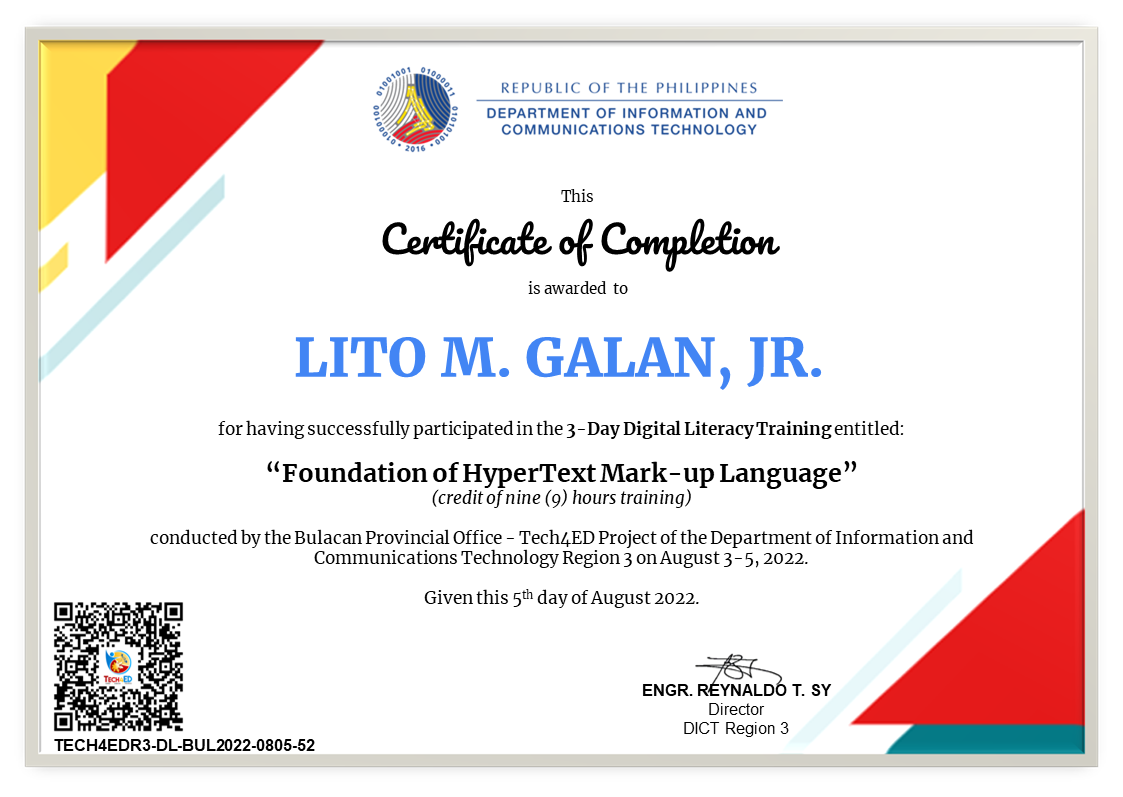 01001001 01000011 01010100 01000100 • 2016 •
REPUBLIC OF THE PHILIPPINES
DEPARTMENT OF INFORMATION AND
COMMUNICATIONS TECHNOLOGY
This
Certificate of Completion
is awarded to
LITO M. GALAN, JR.
for having successfully participated in the 3-Day Digital Literacy Training entitled:
“Foundation of HyperText Mark-up Language”
(credit of nine (9) hours training)
conducted by the Bulacan Provincial Office - Tech4ED Project of the Department of Information and
Communications Technology Region 3 on August 3-5, 2022.
Given this 5th day of August 2022.
TECH4ED
ENGR. REYNALDO T. SY
Director
DICT Region 3
TECH4EDR3-DL-BUL2022-0805-52